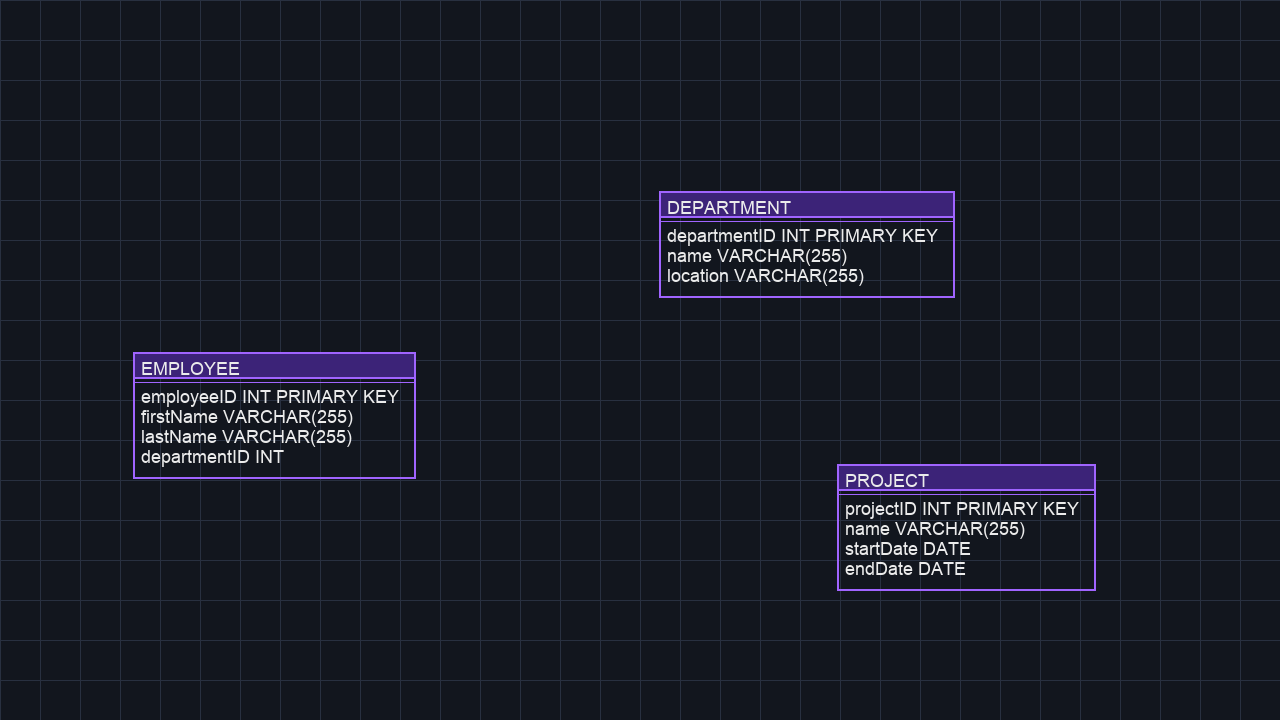 DEPARTMENT
departmentID INT PRIMARY KEY
name VARCHAR(255)
location VARCHAR(255)
EMPLOYEE
employeeID INT PRIMARY KEY
firstName VARCHAR(255)
lastName VARCHAR(255)
departmentID INT
PROJECT
projectID INT PRIMARY KEY
name VARCHAR(255)
startDate DATE
endDate DATE